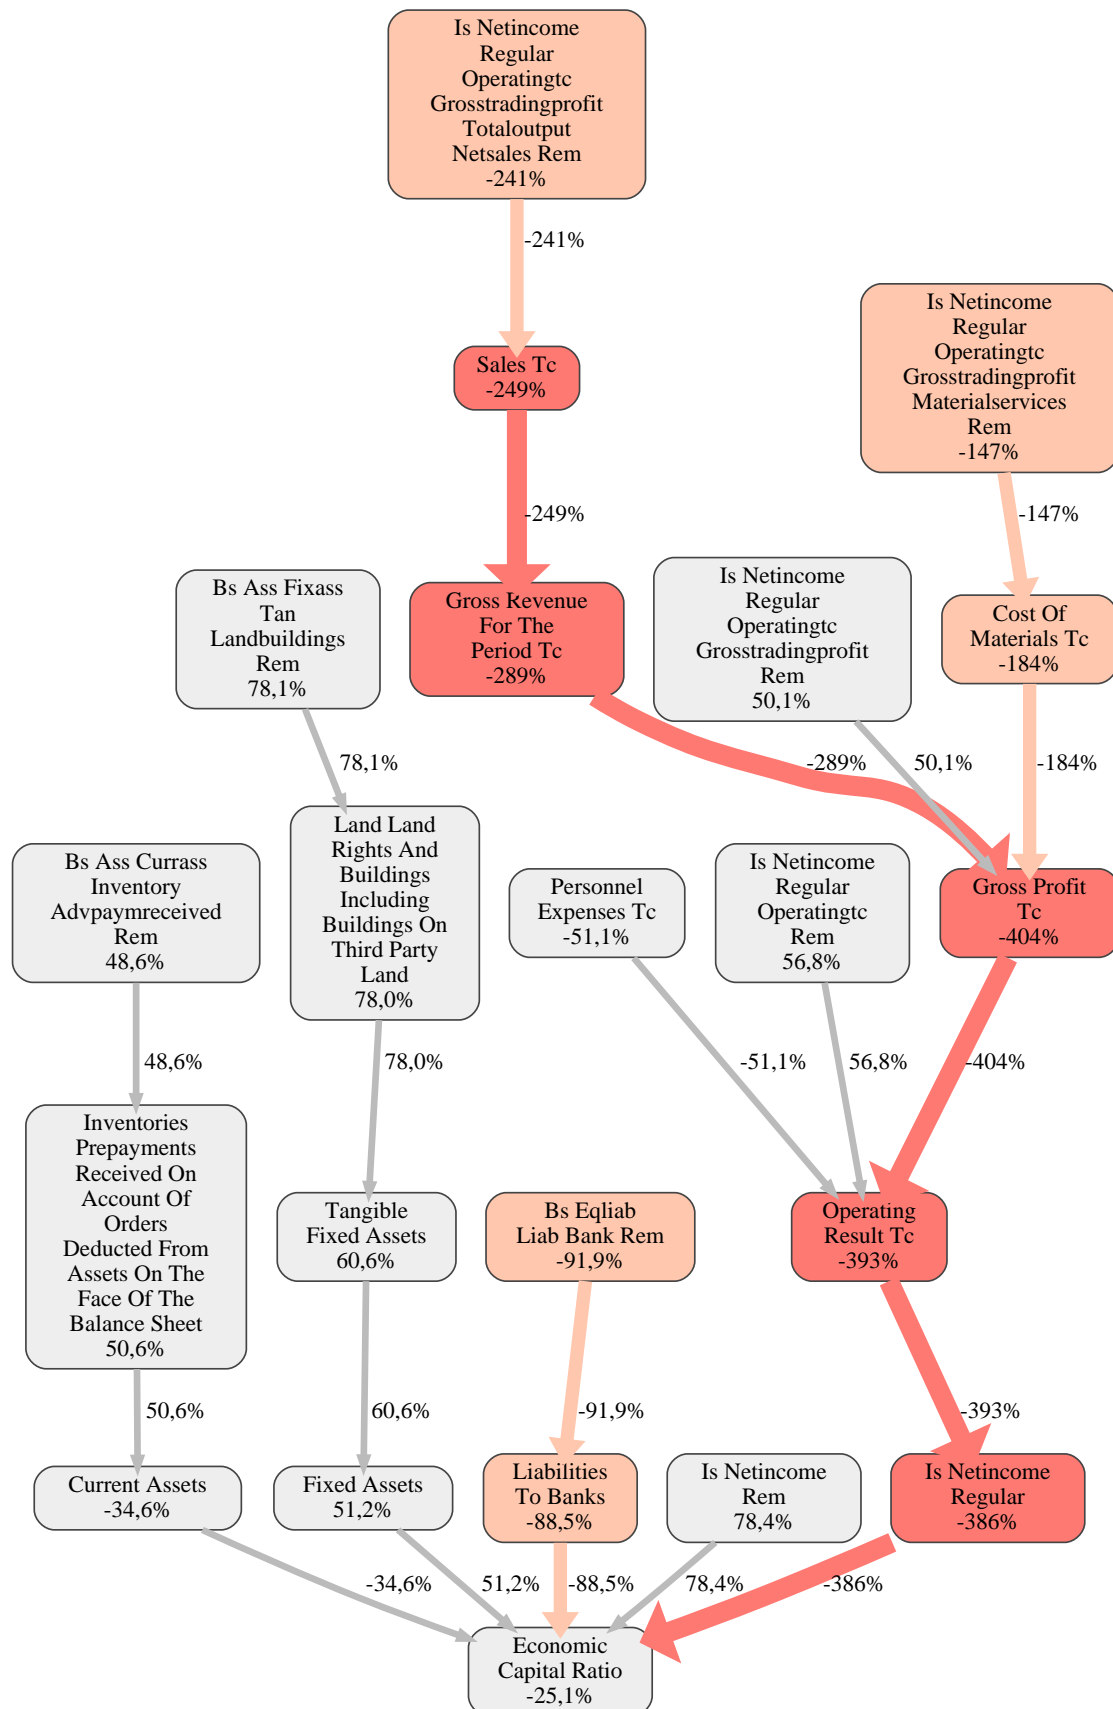 Is Netincome
Regular
Operatingtc
Grosstradingprofit
Totaloutput
Netsales Rem
-241%
-241%
Is Netincome
Regular
Operatingtc
Grosstradingprofit
Materialservices
Rem
-147%
Sales Tc
-249%
-249%
-147%
Bs Ass Fixass
Tan
Landbuildings
Rem
78,1%
Gross Revenue
For The
Period Tc
-289%
Is Netincome
Regular
Operatingtc
Grosstradingprofit
Rem
50,1%
Cost Of
Materials Tc
-184%
78,1%
-289%
50,1%
-184%
Bs Ass Currass
Inventory
Advpaymreceived
Rem
48,6%
Land Land
Rights And
Buildings
Including
Buildings On
Third Party
Land
78,0%
Personnel
Expenses Tc
-51,1%
Is Netincome
Regular
Operatingtc
Rem
56,8%
Gross Profit
Tc
-404%
48,6%
78,0%
-51,1%
56,8%
-404%
Inventories
Prepayments
Received On
Account Of
Orders
Deducted From
Assets On The
Face Of The
Balance Sheet
50,6%
Tangible
Fixed Assets
60,6%
Bs Eqliab
Liab Bank Rem
-91,9%
Operating
Result Tc
-393%
50,6%
60,6%
-91,9%
-393%
Current Assets
-34,6%
Fixed Assets
51,2%
Liabilities
To Banks
-88,5%
Is Netincome
Rem
78,4%
Is Netincome
Regular
-386%
-34,6%
51,2%
-88,5%
78,4%
-386%
Economic
Capital Ratio
-25,1%